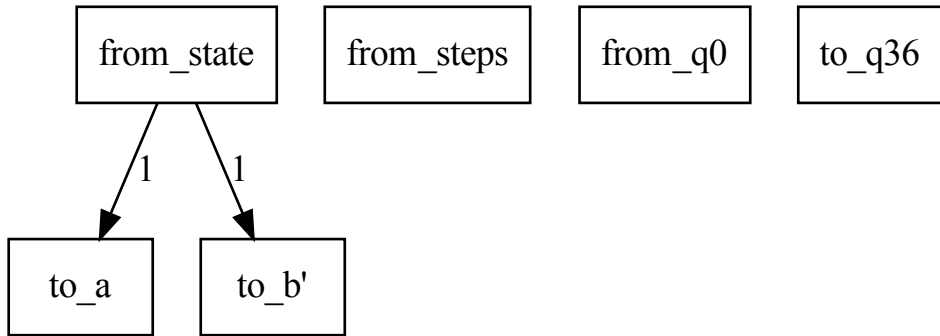 from_state
from_steps
from_q0
to_q36
1
1
to_a
to_b'